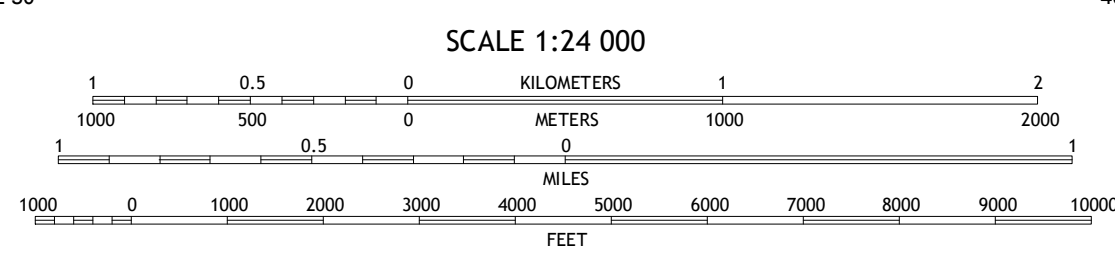 SCALE 1:24 000
1 0.5 0 KILOMETERS 1 2
1000 500 0 METERS 1000 2000
1 0.5 0 1
MILES
1000 0 1000 2000 3000 4000 5000 6000 7000 8000 9000 10000
FEET